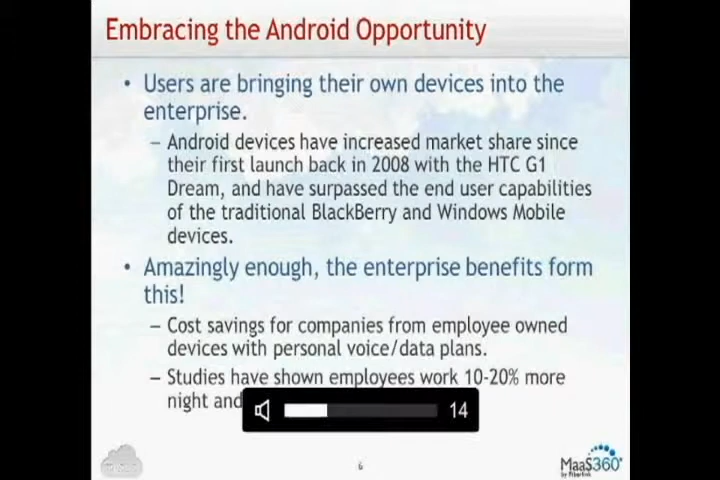 Embracing the Android Opportunity
• Users are bringing their own devices into the
enterprise.
– Android devices have increased market share since
their first launch back in 2008 with the HTC G1
Dream, and have surpassed the end user capabilities
of the traditional BlackBerry and Windows Mobile
devices.
• Amazingly enough, the enterprise benefits form
this!
– Cost savings for companies from employee owned
devices with personal voice/data plans.
– Studies have shown employees work 10-20% more
night and
14
6
MaaS360
by Fiberlink